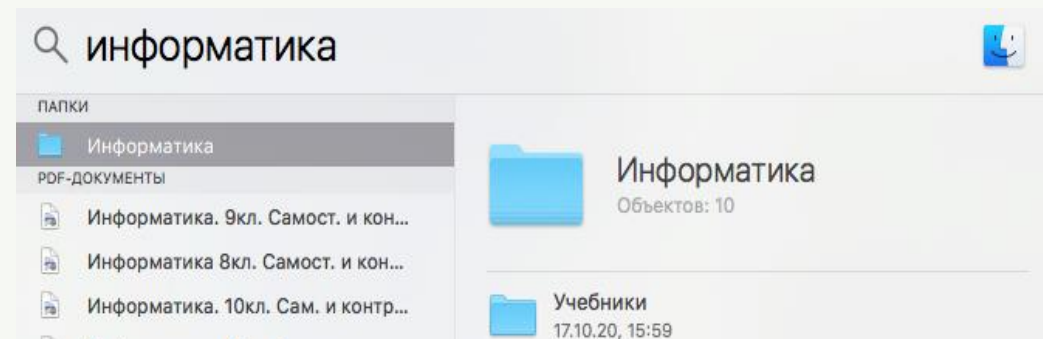 информатика
ПАПКИ
Информатика
PDF-ДОКУМЕНТЫ
Информатика. 9кл. Самост. и кон...
Информатика 8кл. Самост. и кон...
Информатика. 10кл. Сам. и контр...
Информатика
Объектов: 10
Учебники
17.10.20, 15:59